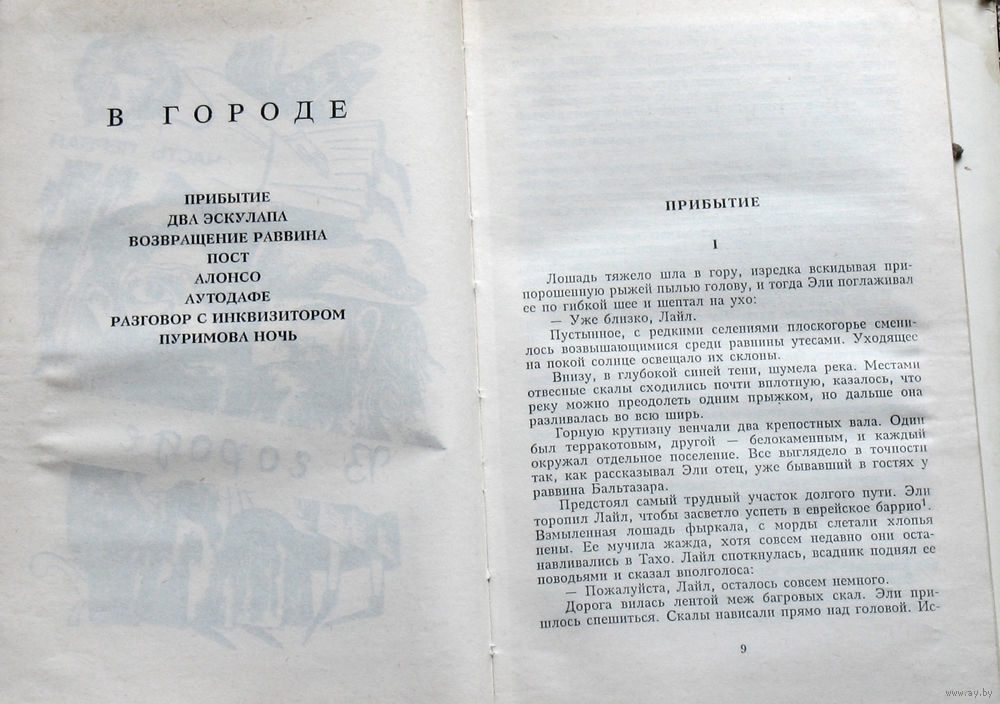 В ГОРОДЕ
ПРИБЫТИЕ
ДВА ЭСКУЛАПА
ВОЗВРАЩЕНИЕ РАВВИНА
ПОСТ
АЛОНСО
АУТОДАФЕ
РАЗГОВОР С ИНКВИЗИТОРОМ
ПУРИМОВА НОЧЬ
ЧАСТЬ ПЕРВАЯ
В ГОРОДЕ
ПРИБЫТИЕ
I
Лошадь тяжело шла в гору, изредка вскидывая при-
порошенную рыжей пылью голову, и тогда Эли поглаживал
ее по гибкой шее и шептал на ухо:
— Уже близко, Лайл.
Пустынное, с редкими селениями плоскогорье смени-
лось возвышающимися среди равнины утесами. Уходящее
на покой солнце освещало их склоны.
Внизу, в глубокой синей тени, шумела река. Местами
отвесные скалы сходились почти вплотную, казалось, что
реку можно преодолеть одним прыжком, но дальше она
разливалась во всю ширь.
Горную крутизну венчали два крепостных вала. Один
был терракотовым, другой — белокаменным, и каждый
окружал отдельное поселение. Все выглядело в точности
так, как рассказывал Эли отец, уже бывавший в гостях у
раввина Бальтазара.
Предстоял самый трудный участок долгого пути. Эли
торопил Лайл, чтобы засветло успеть в еврейское баррио¹.
Взмыленная лошадь фыркала, с морды слетали хлопья
пены. Ее мучила жажда, хотя совсем недавно они оста-
навливались в Тахо. Лайл споткнулась, всадник поднял ее
поводьями и сказал вполголоса:
— Пожалуйста, Лайл, осталось совсем немного.
Дорога вилась лентой меж багровых скал. Эли при-
шлось спешиться. Скалы нависали прямо над головой. Ис-
9
www.ay.by